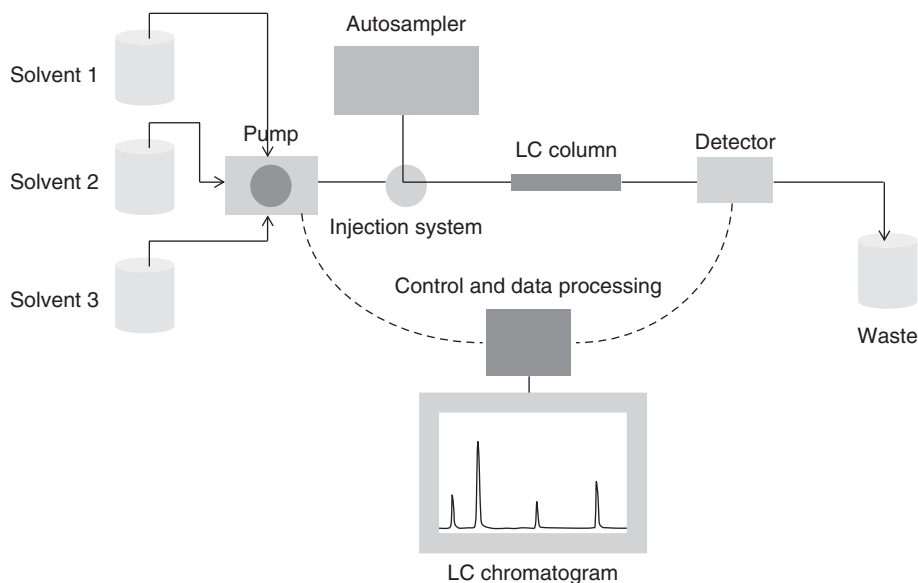 Autosampler
Solvent 1
Pump
LC column
Detector
Solvent 2
Injection system
Control and data processing
Solvent 3
Waste
LC chromatogram